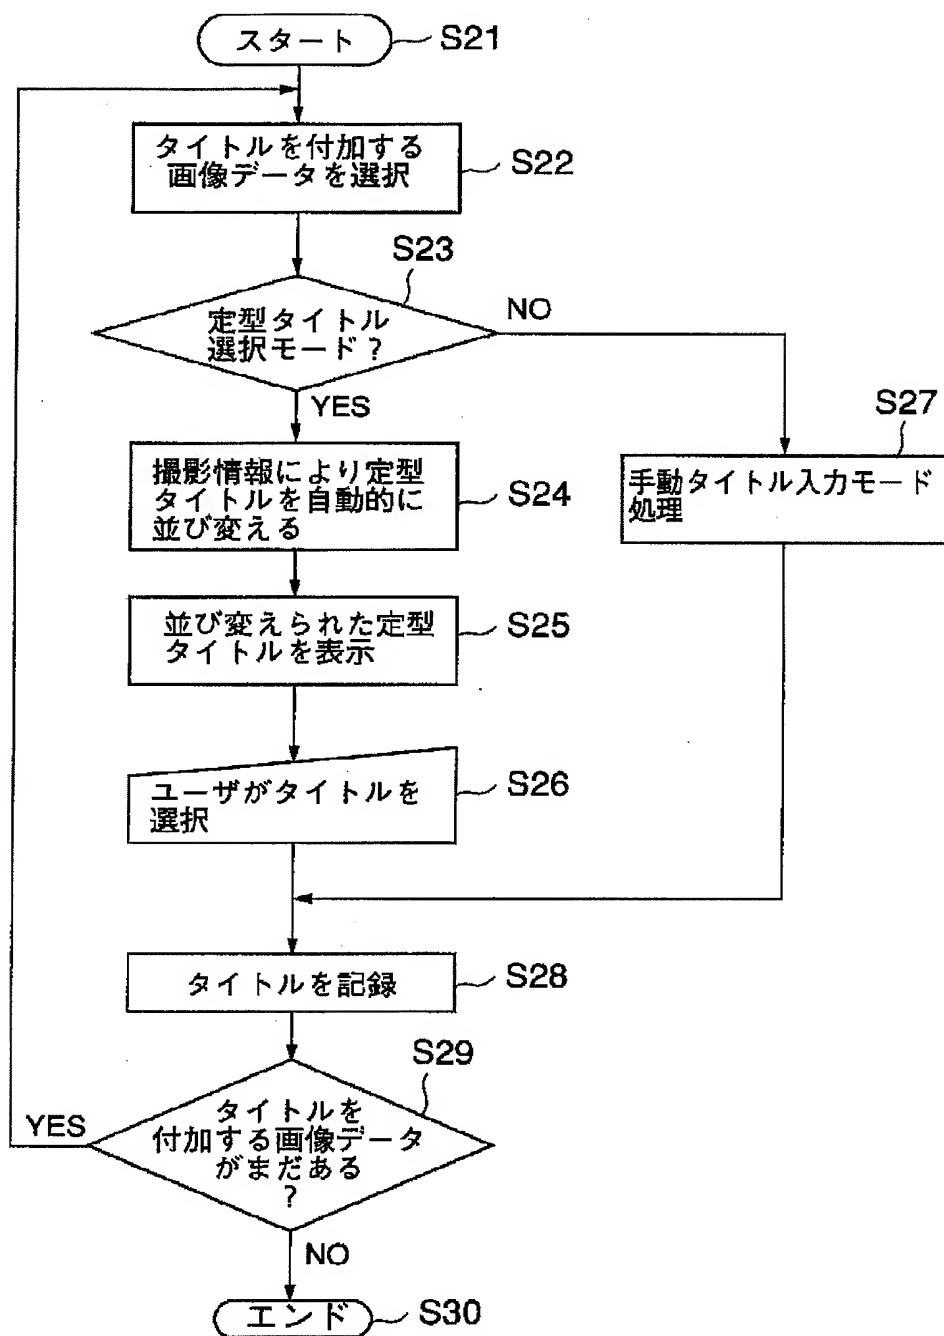 スタート
S21
タイトルを付加する
画像データを選択
S22
S23
定型タイトル
選択モード?
NO
YES
S27
撮影情報により定型
タイトルを自動的に
並び変える
S24
手動タイトル入力モード
処理
並び変えられた定型
タイトルを表示
S25
ユーザがタイトルを
選択
S26
タイトルを記録
S28
S29
タイトルを
付加する画像データ
がまだある
?
YES
NO
エンド
S30